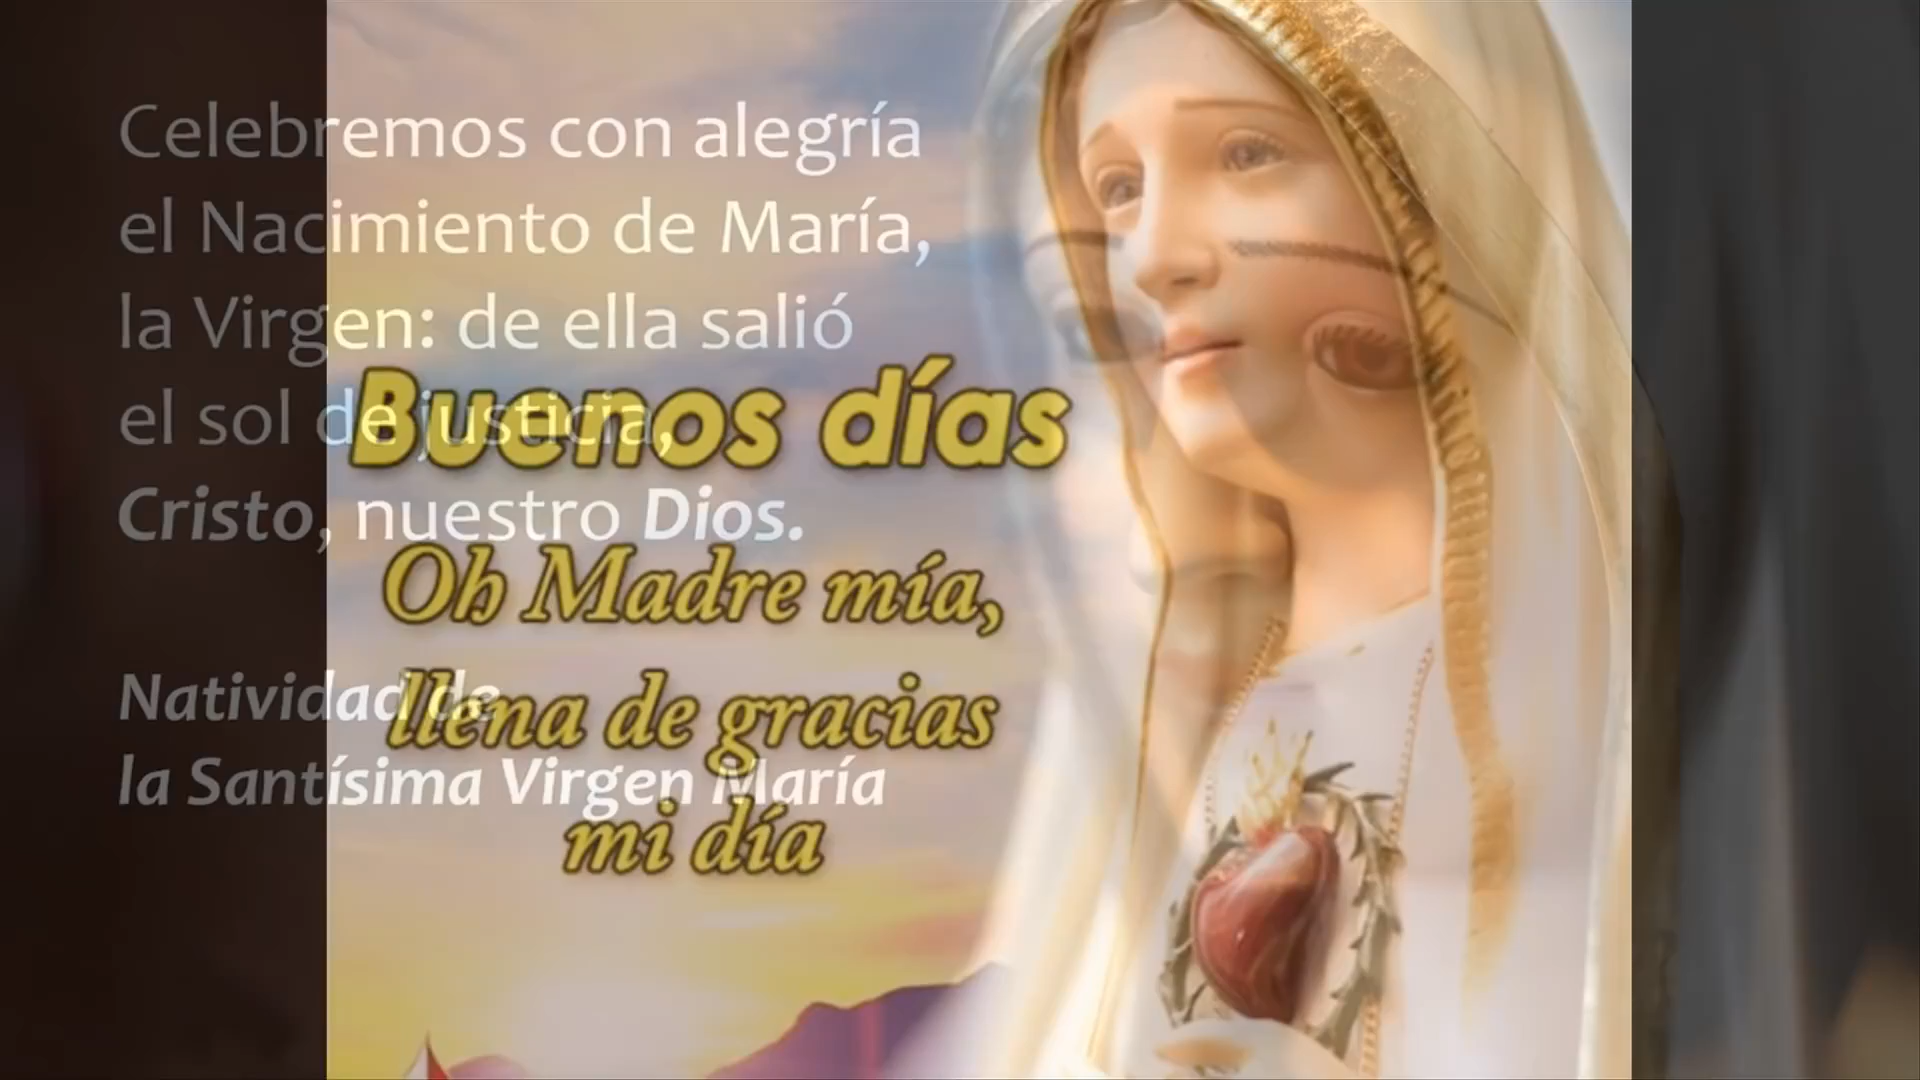 Celebremos con alegría
el Nacimiento de María,
la Virgen: de ella salió
el sol de justicia,
Cristo, nuestro Dios.
Natividad de
la Santísima Virgen María
Buenos días
Oh Madre mía,
llena de gracias
mi día